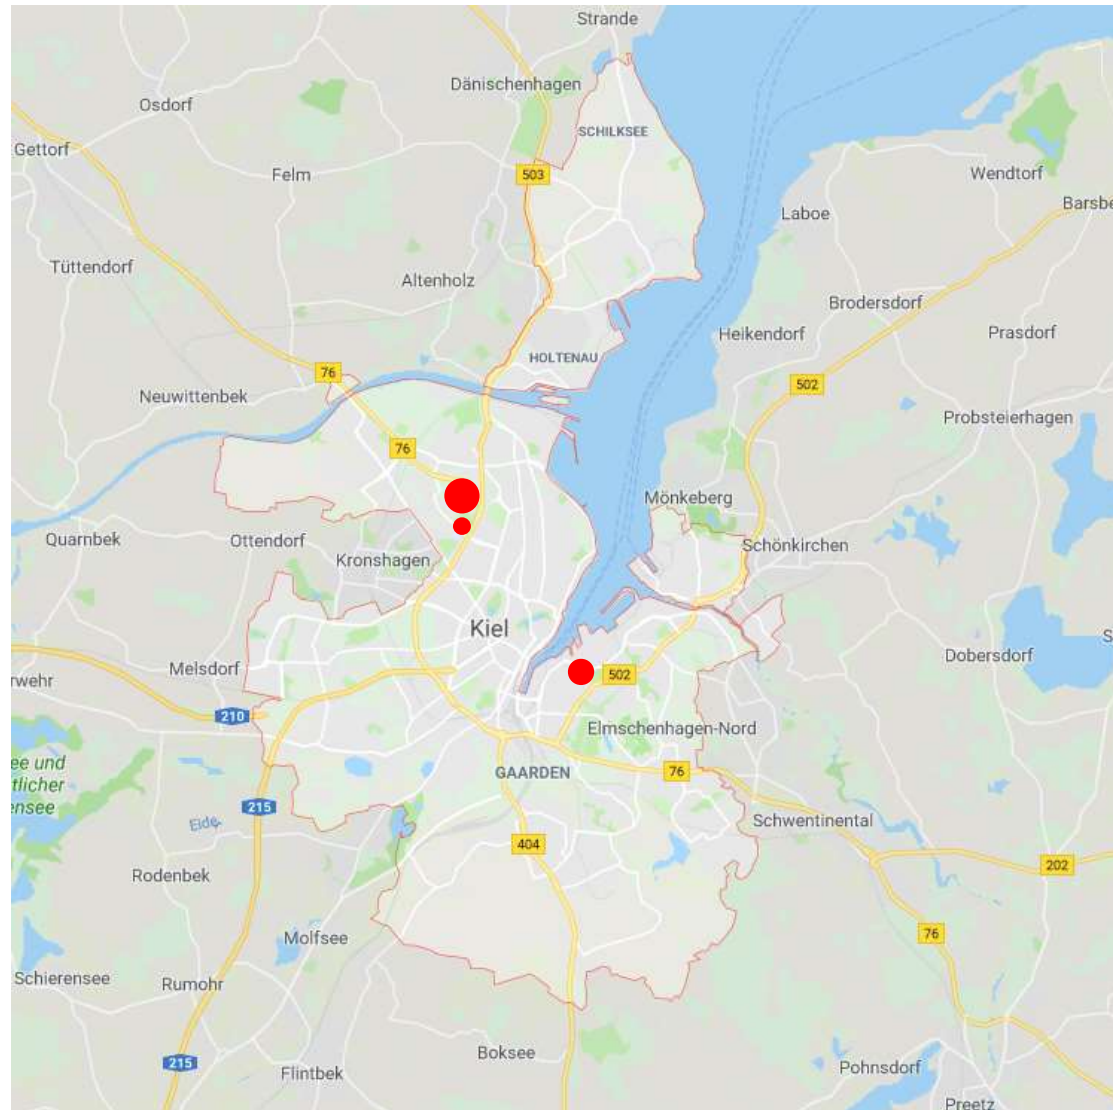 Strande
Dänischenhagen
Osdorf
SCHILKSEE
Gettorf
Felm
503
Wendtorf
Laboe
Barsbe
Tüttendorf
Altenholz
Brodersdorf
Heikendorf
Prasdorf
HOLTENAU
76
502
Neuwittenbek
Probsteierhagen
76
Mönkeberg
Quarnbek
Ottendorf
Schönkirchen
Kronshagen
Kiel
S
Dobersdorf
Melsdorf
rwehr
502
210
Elmschenhagen-Nord
ee und
tlicher
ensee
GAARDEN
76
215
Eide
Schwentinental
404
202
Rodenbek
76
Molfsee
Schierensee
Rumohr
Boksee
215
Flintbek
Pohnsdorf
Preetz